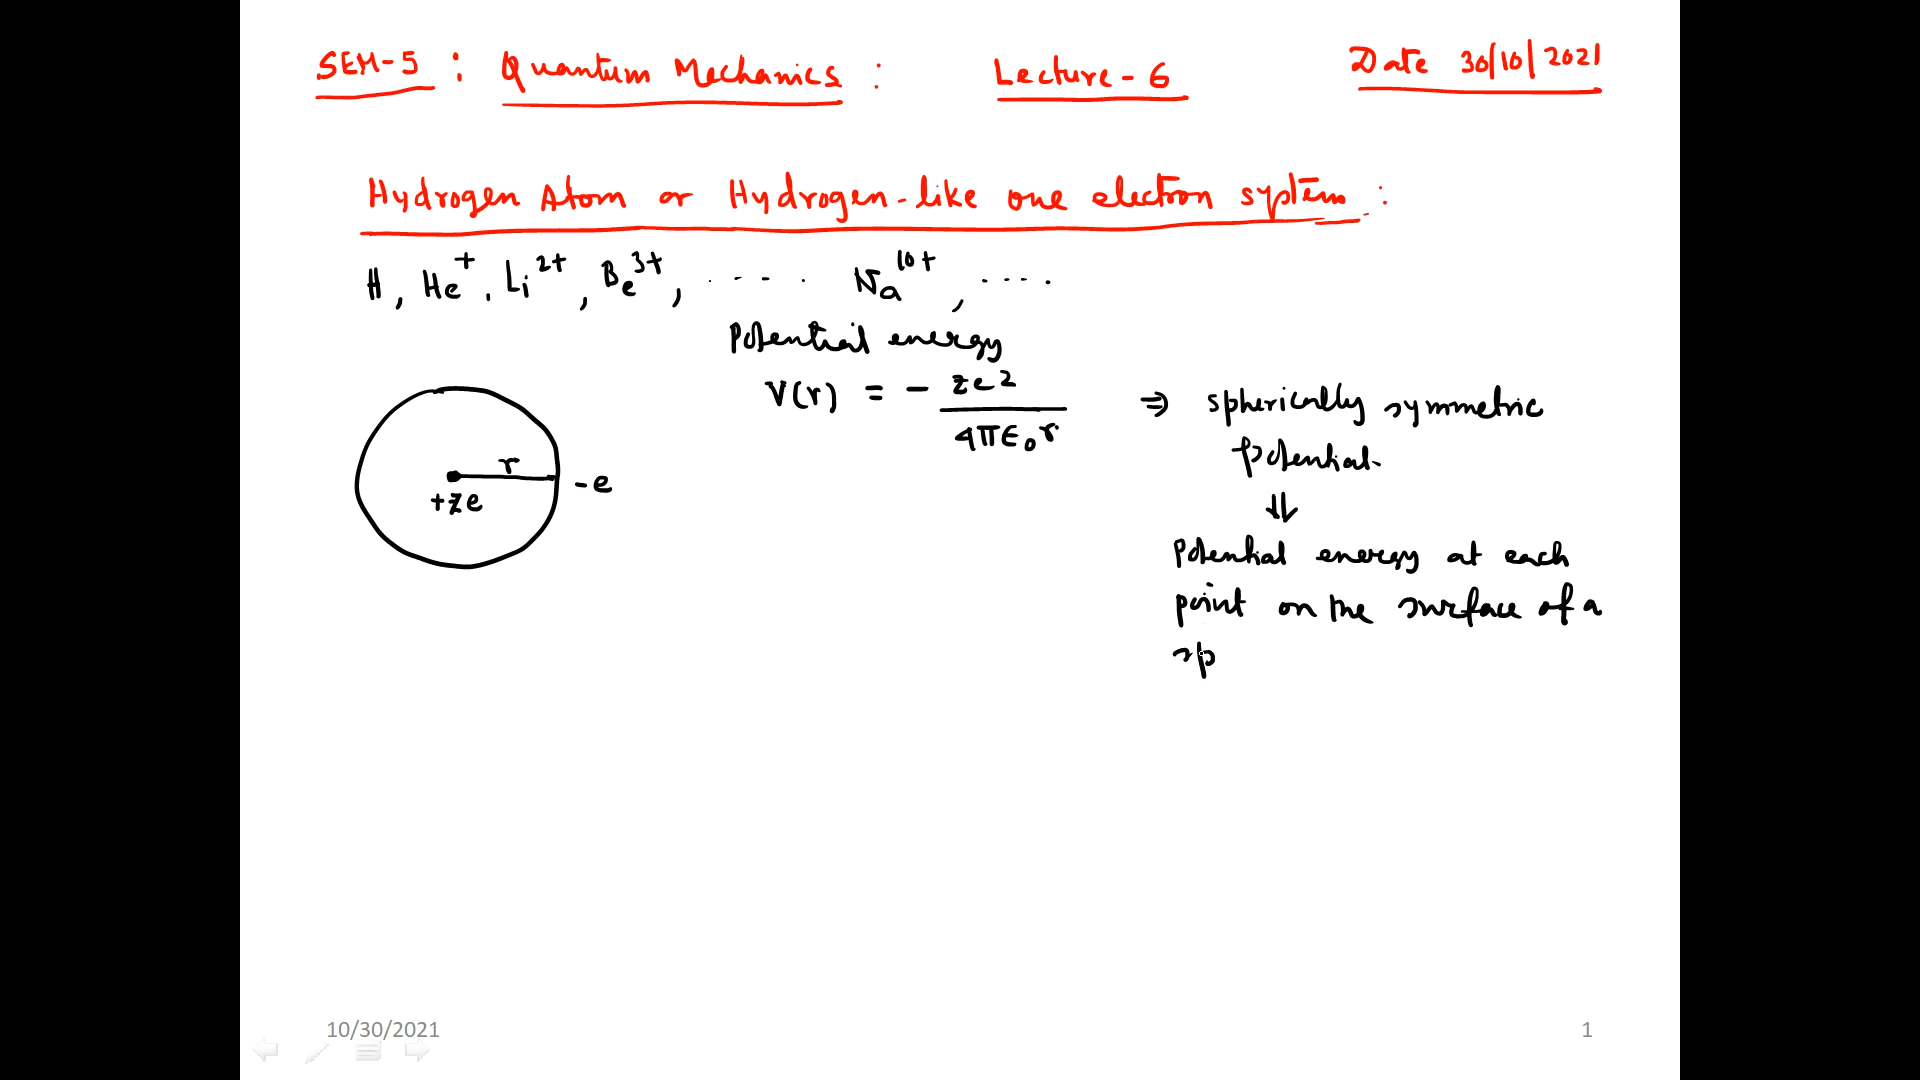 SEM-5 : Quantum Mechanics : Lecture - 6 Date 30/10/2021
Hydrogen Atom or Hydrogen-like one electron system :
H, He⁺, Li²⁺, Be³⁺, ..... Na¹⁰⁺, ....
Potential energy
V(r) = - ze² / 4πϵ₀r ⇒ spherically symmetric
potential.
⇓
r
-e
+ze
Potential energy at each
point on the surface of a
sp
10/30/2021 1